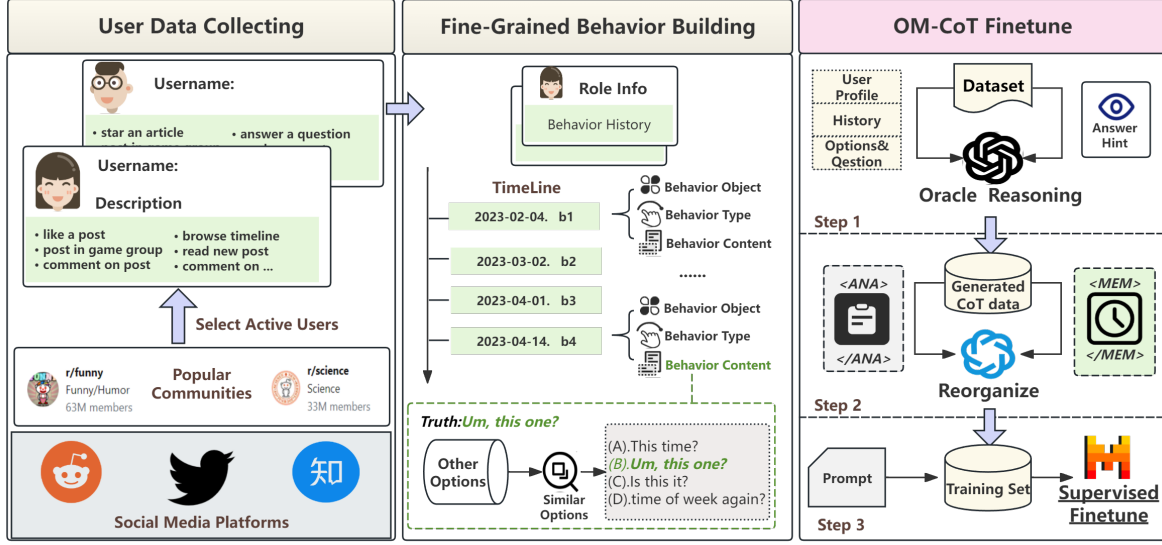 User Data Collecting
Username:
• star an article
• answer a question
Username:
Description
• like a post
• post in game group
• comment on post
• browse timeline
• read new post
• comment on ...
Select Active Users
r/funny
Funny/Humor
63M members
Popular
Communities
r/science
Science
33M members
知
Social Media Platforms
Fine-Grained Behavior Building
Role Info
Behavior History
TimeLine
2023-02-04. b1
2023-03-02. b2
2023-04-01. b3
2023-04-14. b4
Behavior Object
Behavior Type
Behavior Content
......
Behavior Object
Behavior Type
Behavior Content
Truth:Um, this one?
Other
Options
Similar
Options
(A).This time?
(B).Um, this one?
(C).Is this it?
(D).time of week again?
OM-CoT Finetune
User
Profile
History
Options&
Qestion
Dataset
Answer
Hint
Oracle Reasoning
Step 1
<ANA>
</ANA>
Generated
CoT data
<MEM>
</MEM>
Reorganize
Step 2
Prompt
Training Set
Supervised
Finetune
Step 3